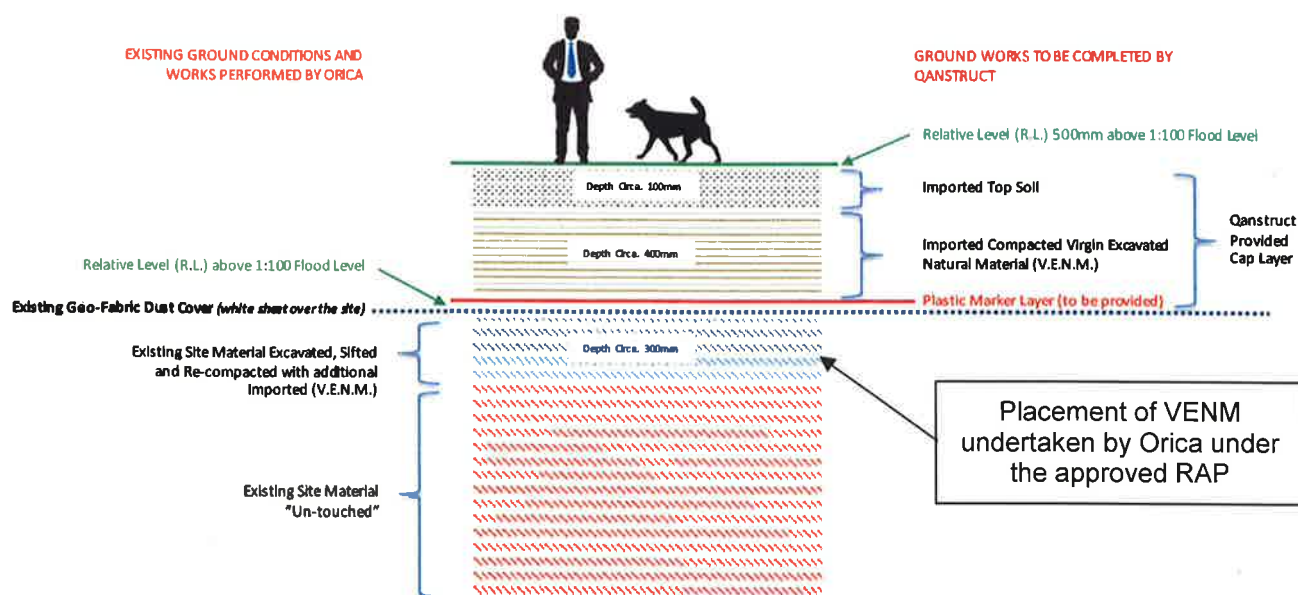 EXISTING GROUND CONDITIONS AND
WORKS PERFORMED BY ORICA
GROUND WORKS TO BE COMPLETED BY
QANSTRUCT
Relative Level (R.L.) 500mm above 1:100 Flood Level
Depth Circa. 100mm
Imported Top Soil
Qanstruct
Provided
Cap Layer
Depth Circa. 400mm
Imported Compacted Virgin Excavated
Natural Material (V.E.N.M.)
Relative Level (R.L.) above 1:100 Flood Level
Plastic Marker Layer (to be provided)
Existing Geo-Fabric Dust Cover (white sheet over the site)
Depth Circa. 300mm
Existing Site Material Excavated, Sifted
and Re-compacted with additional
Imported (V.E.N.M.)
Placement of VENM
undertaken by Orica under
the approved RAP
Existing Site Material
"Un-touched"